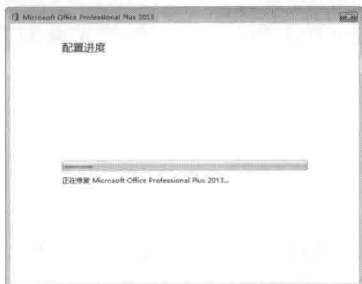 Microsoft Office Professional Plus 2013
配置进度
正在修复 Microsoft Office Professional Plus 2013...